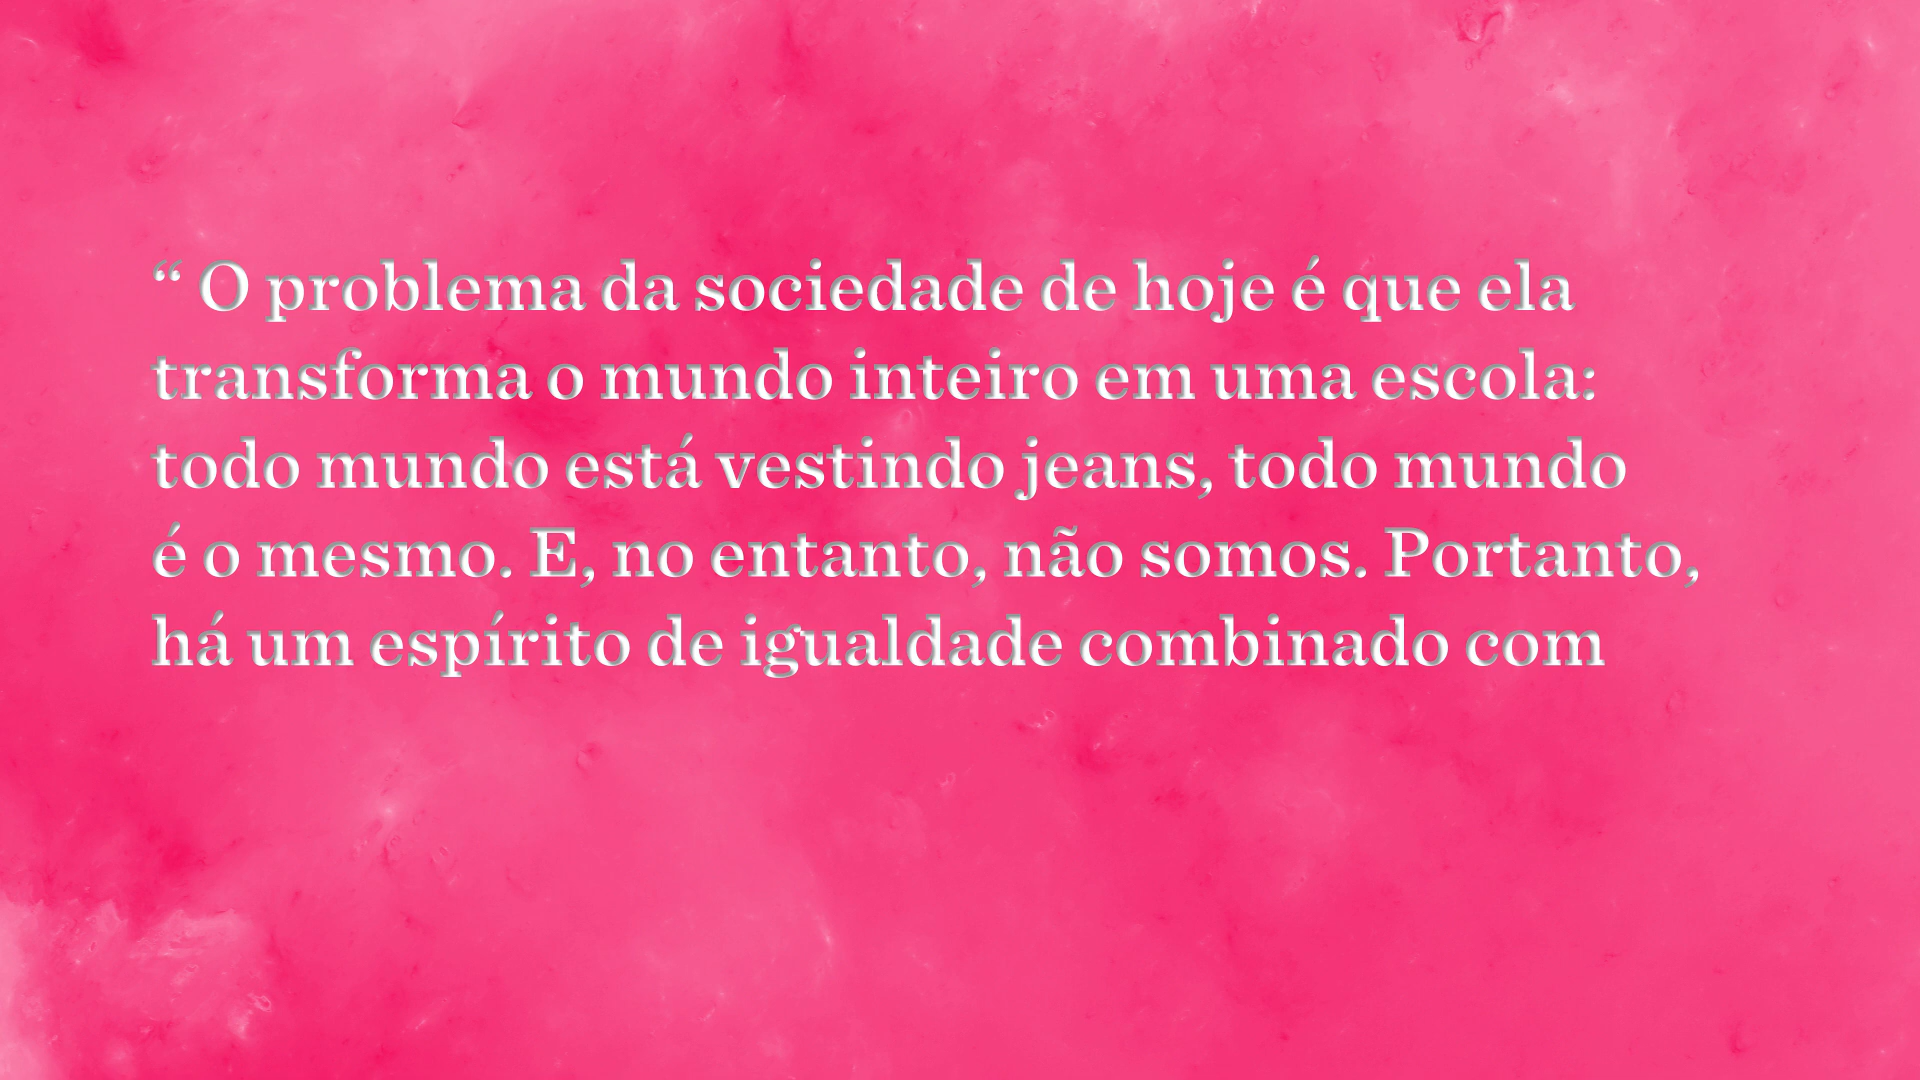 “ O problema da sociedade de hoje é que ela
transforma o mundo inteiro em uma escola:
todo mundo está vestindo jeans, todo mundo
é o mesmo. E, no entanto, não somos. Portanto,
há um espírito de igualdade combinado com